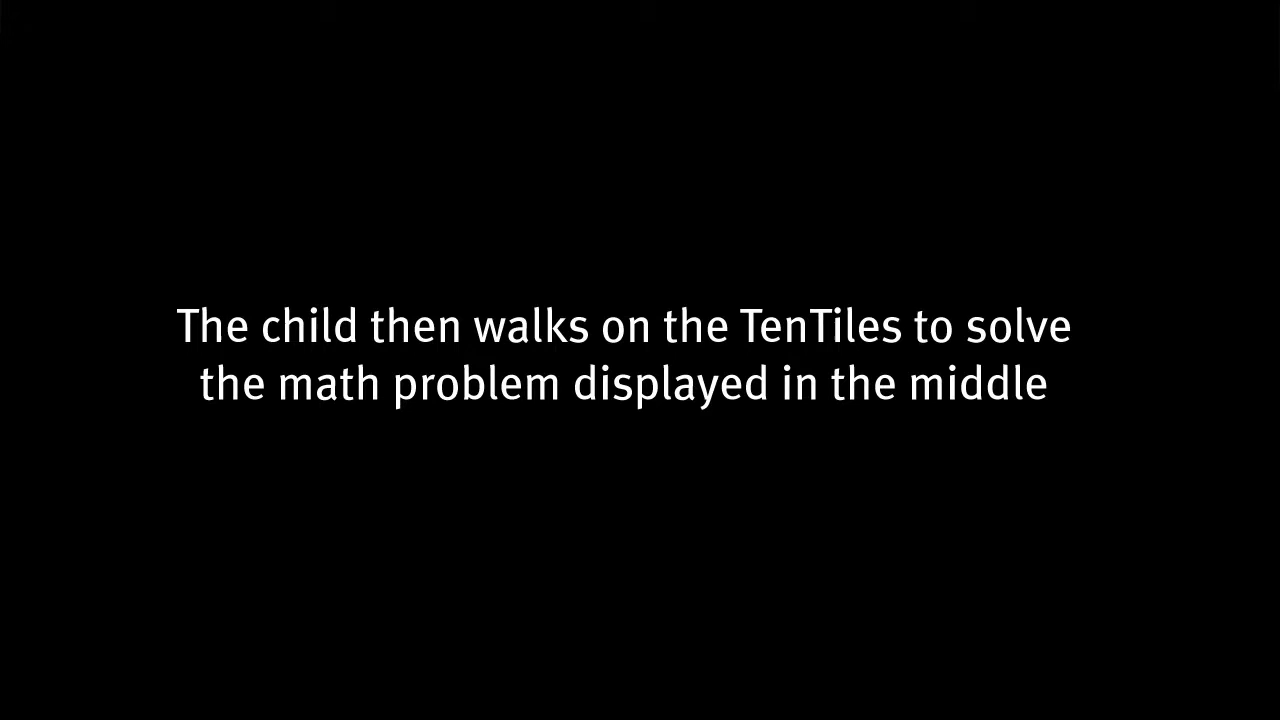 The child then walks on the TenTiles to solve
the math problem displayed in the middle